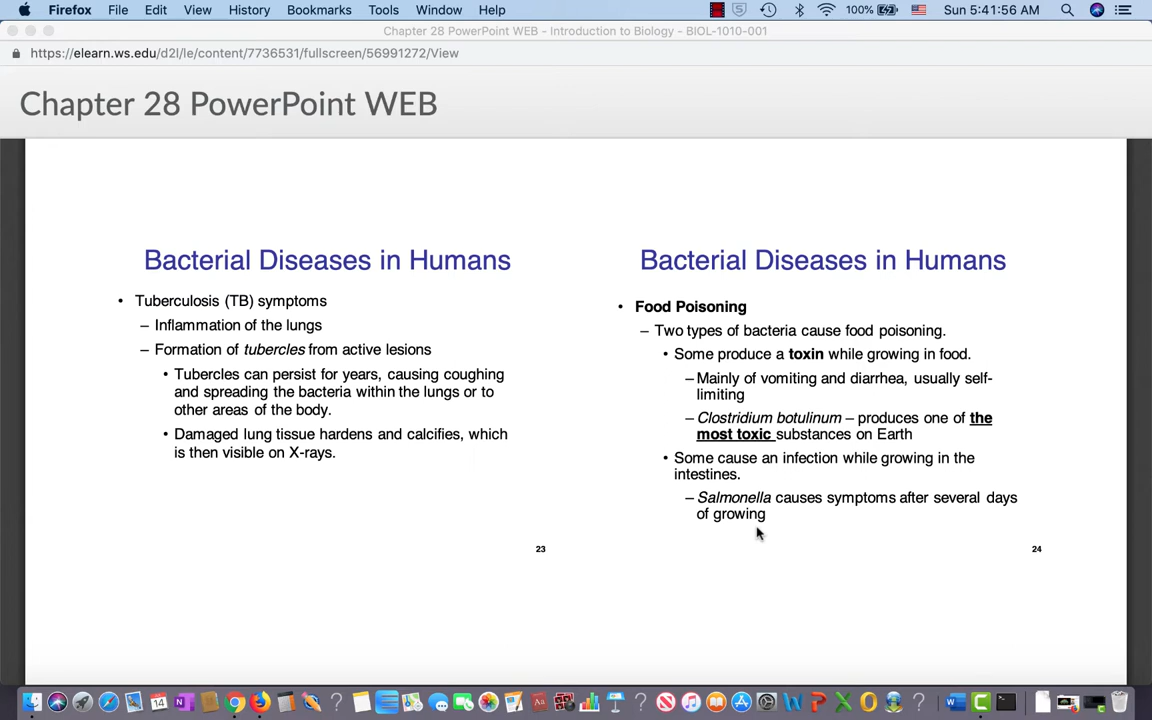 Firefox File Edit View History Bookmarks Tools Window Help 100% Sun 5:41:56 AM
Chapter 28 PowerPoint WEB - Introduction to Biology - BIOL-1010-001
https://elearn.ws.edu/d2l/le/content/7736531/fullscreen/56991272/View
Chapter 28 PowerPoint WEB
Bacterial Diseases in Humans
• Tuberculosis (TB) symptoms
– Inflammation of the lungs
– Formation of tubercles from active lesions
• Tubercles can persist for years, causing coughing
and spreading the bacteria within the lungs or to
other areas of the body.
• Damaged lung tissue hardens and calcifies, which
is then visible on X-rays.
23
Bacterial Diseases in Humans
• Food Poisoning
– Two types of bacteria cause food poisoning.
• Some produce a toxin while growing in food.
– Mainly of vomiting and diarrhea, usually self-
limiting
– Clostridium botulinum – produces one of the
most toxic substances on Earth
• Some cause an infection while growing in the
intestines.
– Salmonella causes symptoms after several days
of growing
24